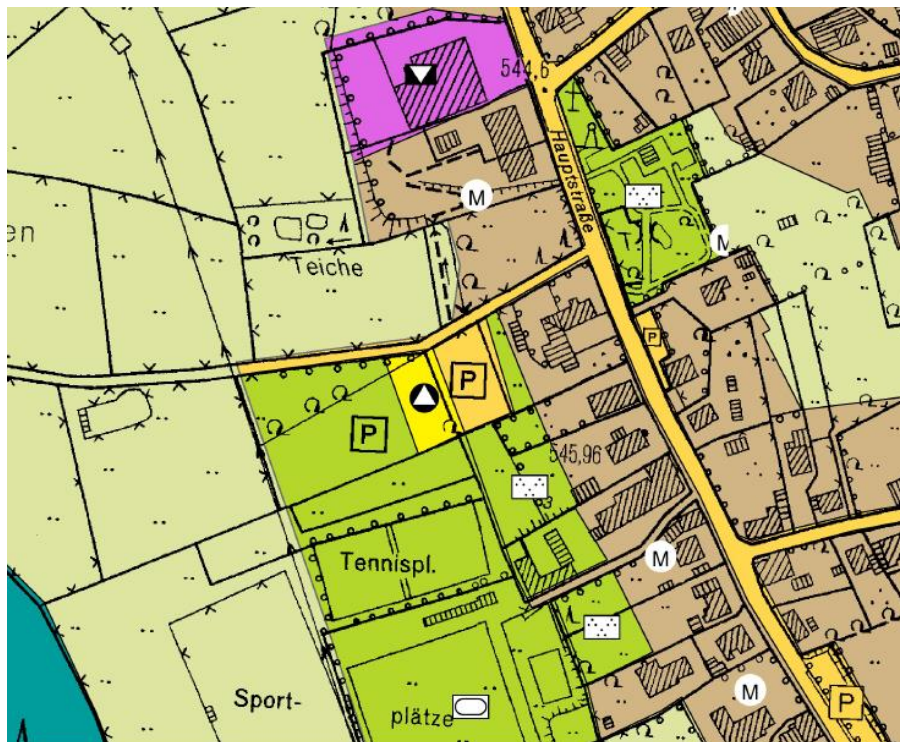 544,6
Hauptstraße
M
en
Teiche
M
P
P
P
545,96
Tennispl.
M
Sport-
plätze
M
P